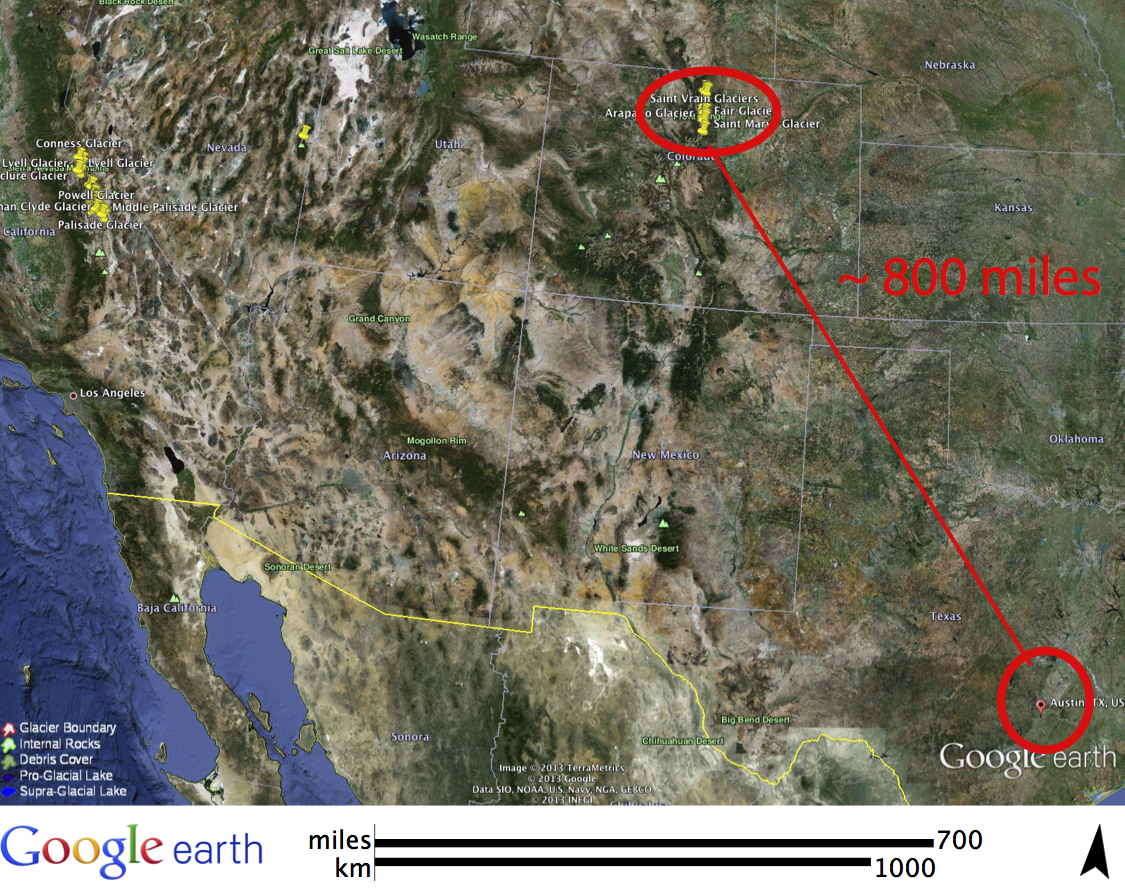 Black Rock Desert
Wasatch Range
Great Salt Lake Desert
Nebraska
Saint Vrain Glaciers
Arapa o Glacier
Fair Glacie
Saint Mar Glacier
Colorado
Conness Glacier
Nevada
Utah
Lyell Glacier
Lyell Glacier
clure Glacier
Powell Glacier
Kansas
man Clyde Glacier
Middle Palisade Glacier
Palisade Glacier
California
~ 800 miles
Grand Canyon
Los Angeles
Mogollon Rim
Arizona
New Mexico
Oklahoma
White Sands Desert
Sonoran Desert
Baja California
Texas
Austin, TX, US
Big Bend Desert
Sonora
Chihuahuan Desert
Glacier Boundary
Internal Rocks
Debris Cover
Pro-Glacial Lake
Supra-Glacial Lake
Image © 2013 TerraMetrics
© 2013 Google
Data SIO, NOAA, U.S. Navy, NGA, GEBCO
© 2013 INEGI
Google earth
Google earth
miles
700
km
1000